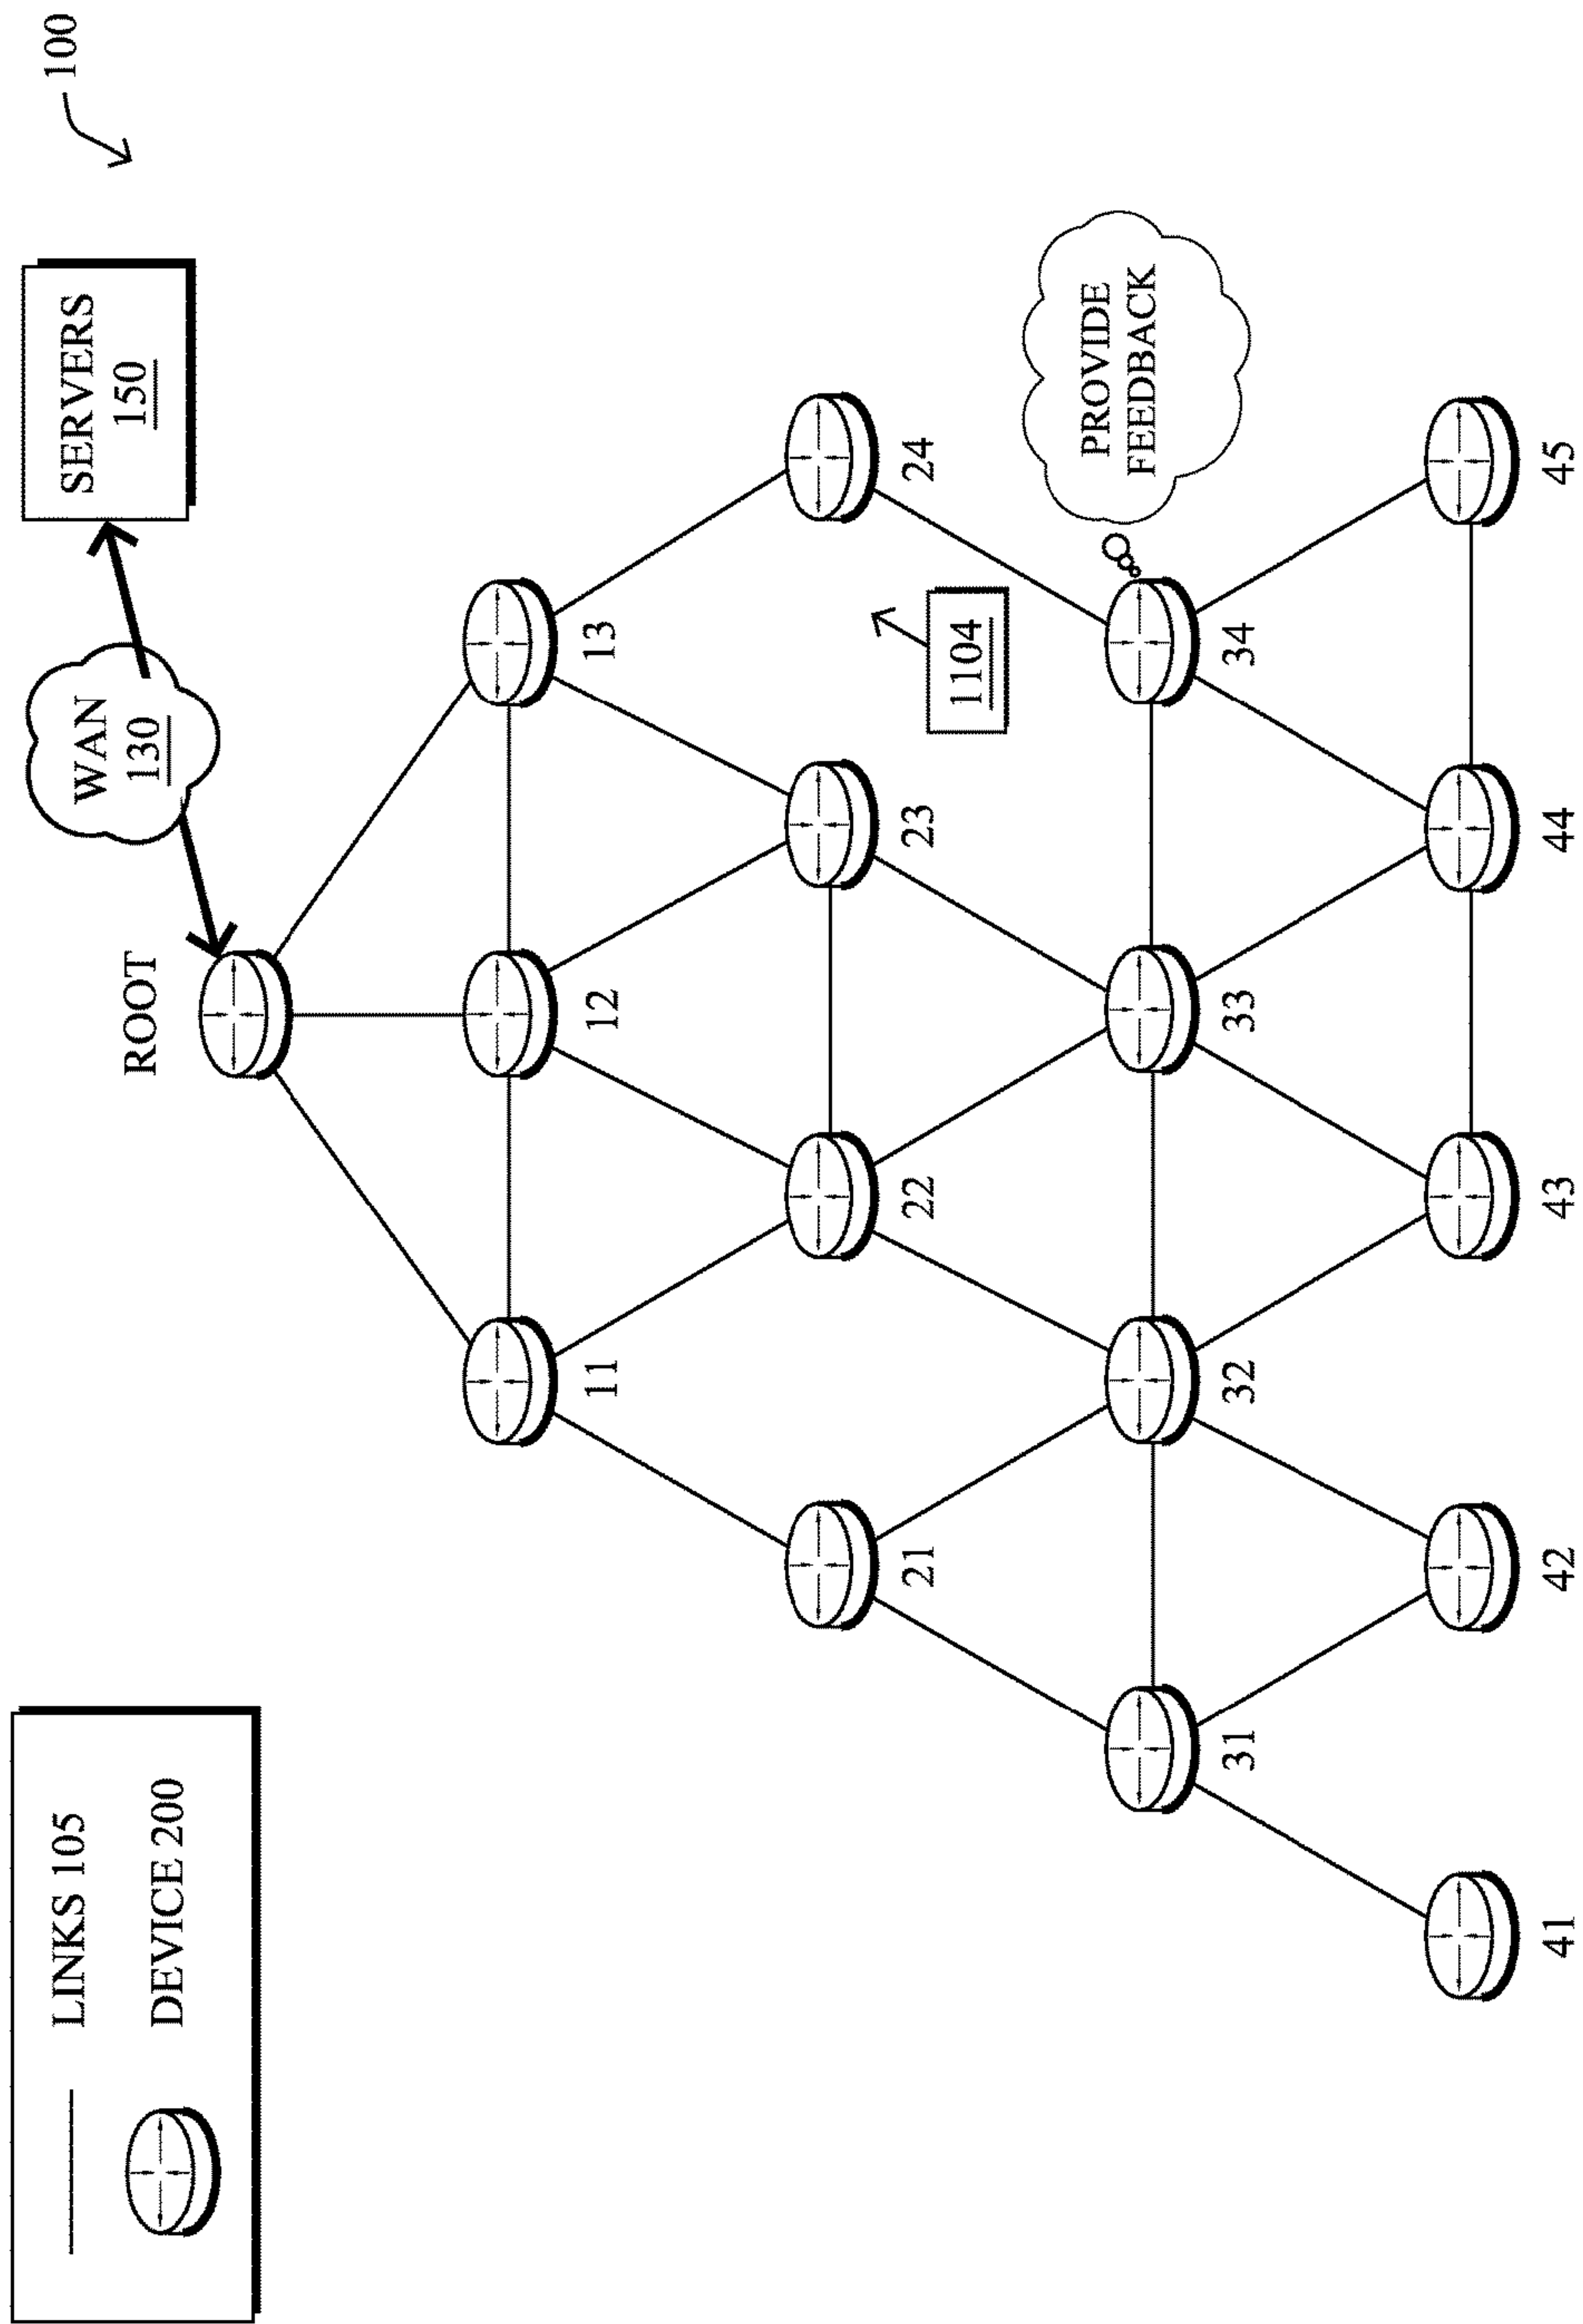 LINKS 105
DEVICE 200
WAN
130
SERVERS
150
100
ROOT
11
12
13
21
22
23
24
1104
PROVIDE
FEEDBACK
31
32
33
34
41
42
43
44
45